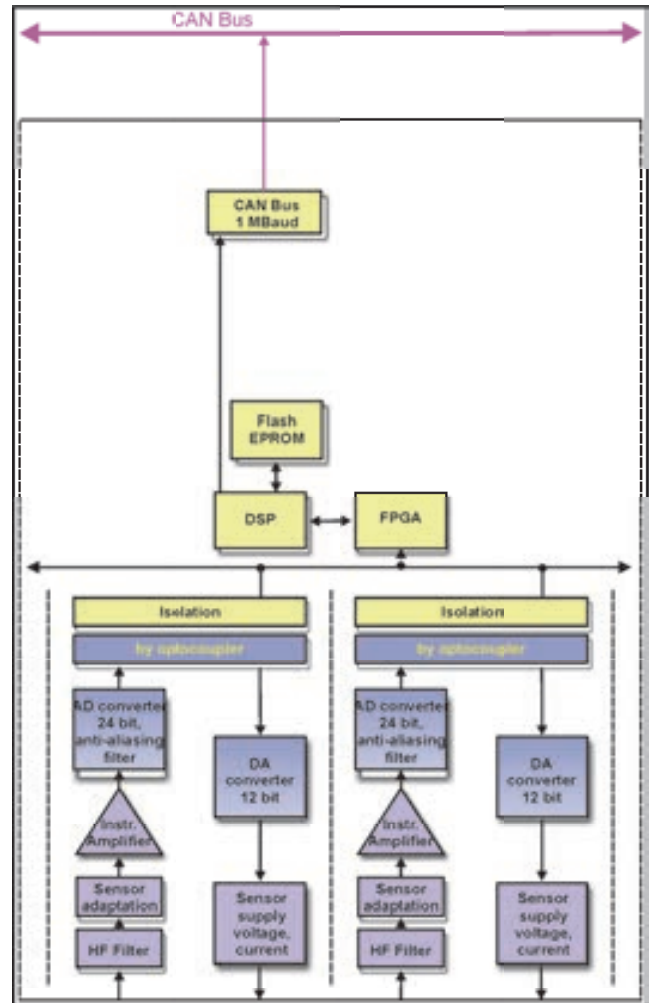 CAN Bus
CAN Bus
1 MBaud
Flash
EPROM
DSP
FPGA
Isolation
by optocoupler
AD converter
24 bit,
anti-aliasing
filter
Instr.
Amplifier
Sensor
adaptation
HF Filter
DA
converter
12 bit
Sensor
supply
voltage,
current
Isolation
by optocoupler
AD converter
24 bit,
anti-aliasing
filter
Instr.
Amplifier
Sensor
adaptation
HF Filter
DA
converter
12 bit
Sensor
supply
voltage,
current